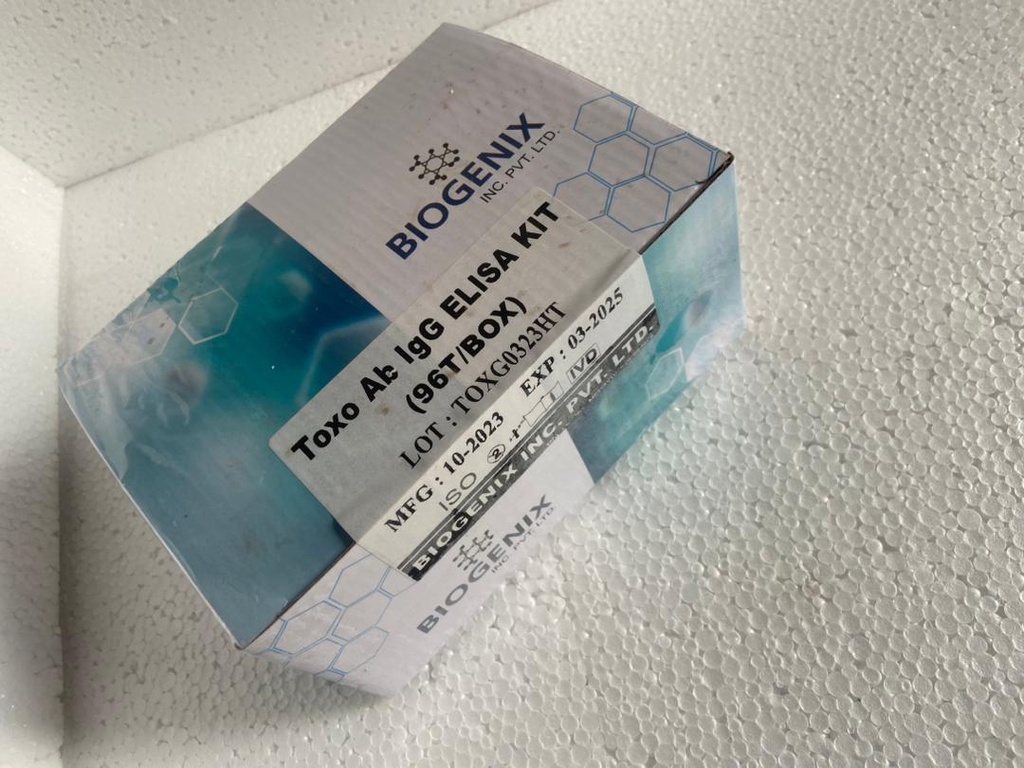 BIOGENIX
INC. PVT. LTD.
Toxo Ab IgG ELISA KIT
(96T/BOX)
LOT : TOXG0323HT
MFG : 10-2023 EXP : 03-2025
ISO IVD
BIOGENIX INC. PVT. LTD.
BIOGENIX
INC. PVT. LTD